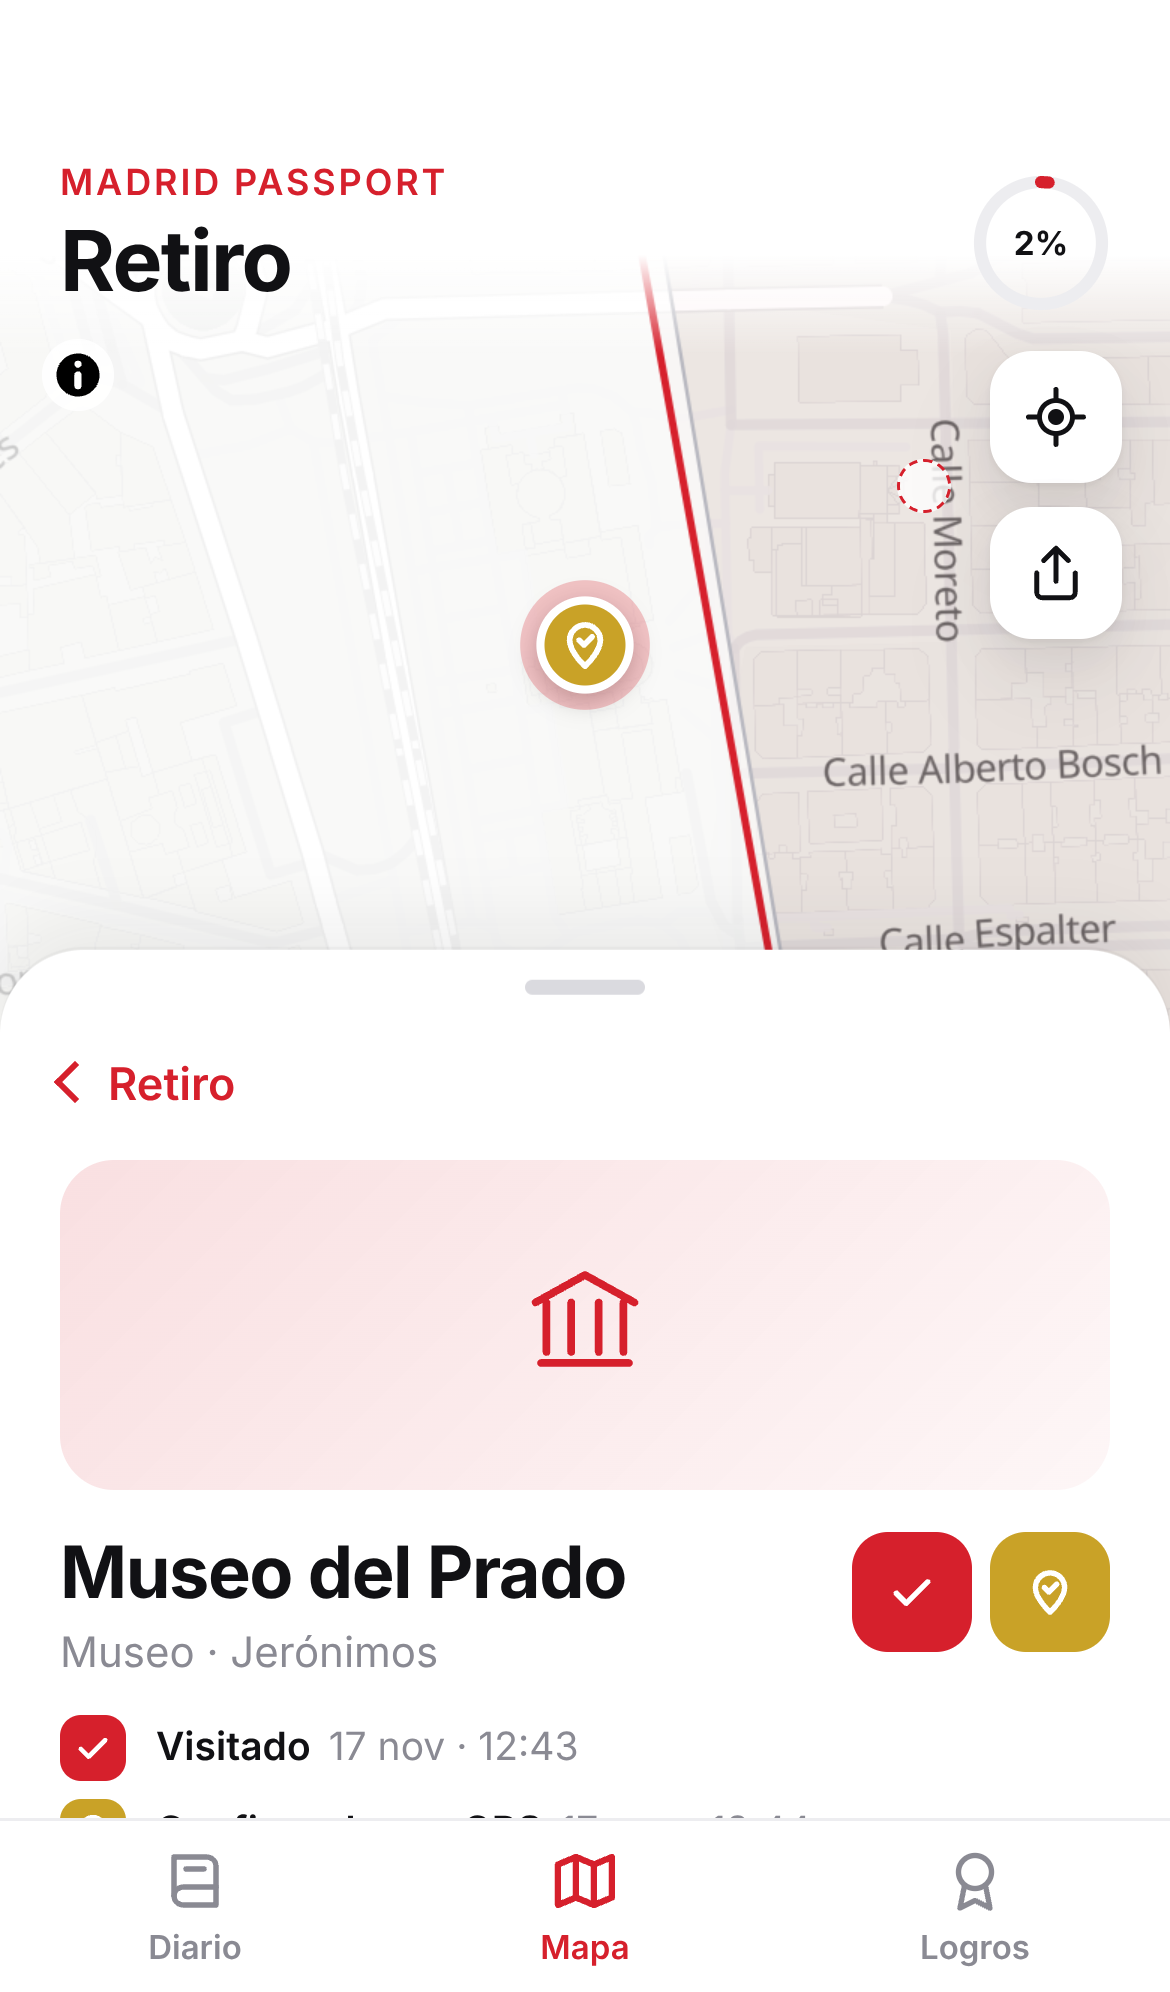 MADRID PASSPORT
Retiro
2%
Calle Moreto
Calle Alberto Bosch
Calle Espalter
Retiro
Museo del Prado
Museo · Jerónimos
Visitado 17 nov · 12:43
Diario
Mapa
Logros